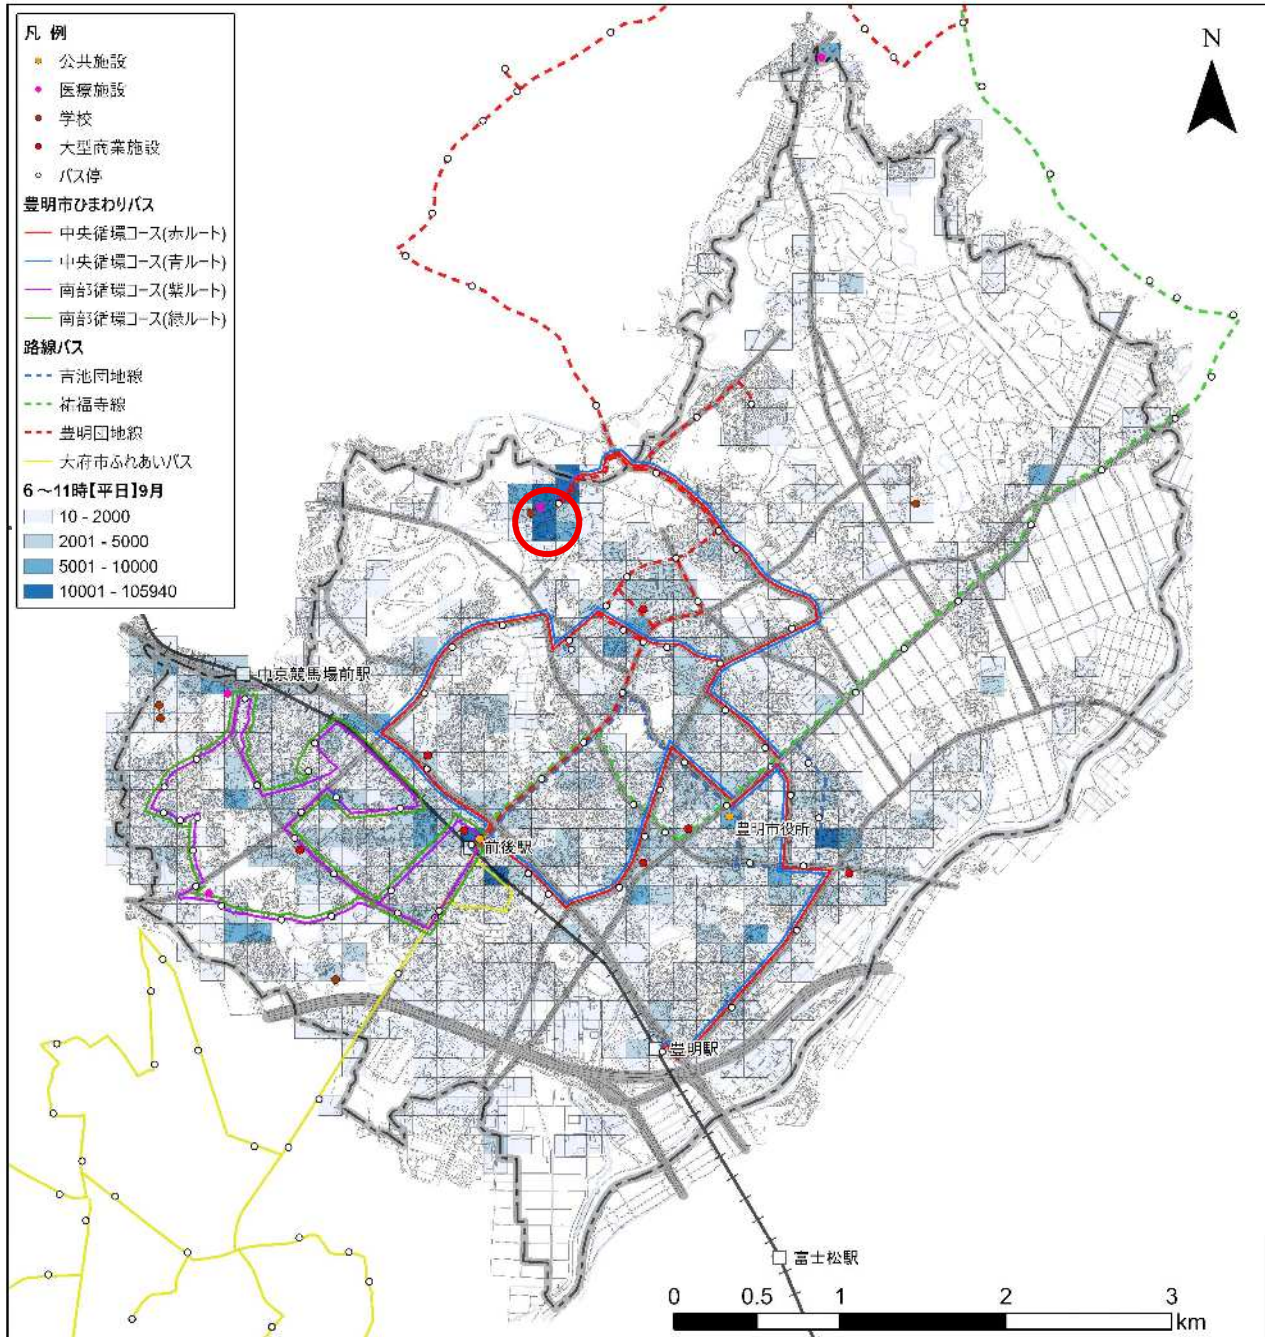 凡 例
公共施設
医療施設
学校
大型商業施設
バス停
豊明市ひまわりバス
中央循環コース(赤ルート)
中央循環コース(青ルート)
南部循環コース(紫ルート)
南部循環コース(緑ルート)
路線バス
吉池団地線
祐福寺線
豊明団地線
大府市ふれあいバス
6～11時【平日】9月
10 - 2000
2001 - 5000
5001 - 10000
10001 - 105940
N
中京競馬場前駅
豊明市役所
前後駅
豊明駅
富士松駅
0 0.5 1 2 3
km